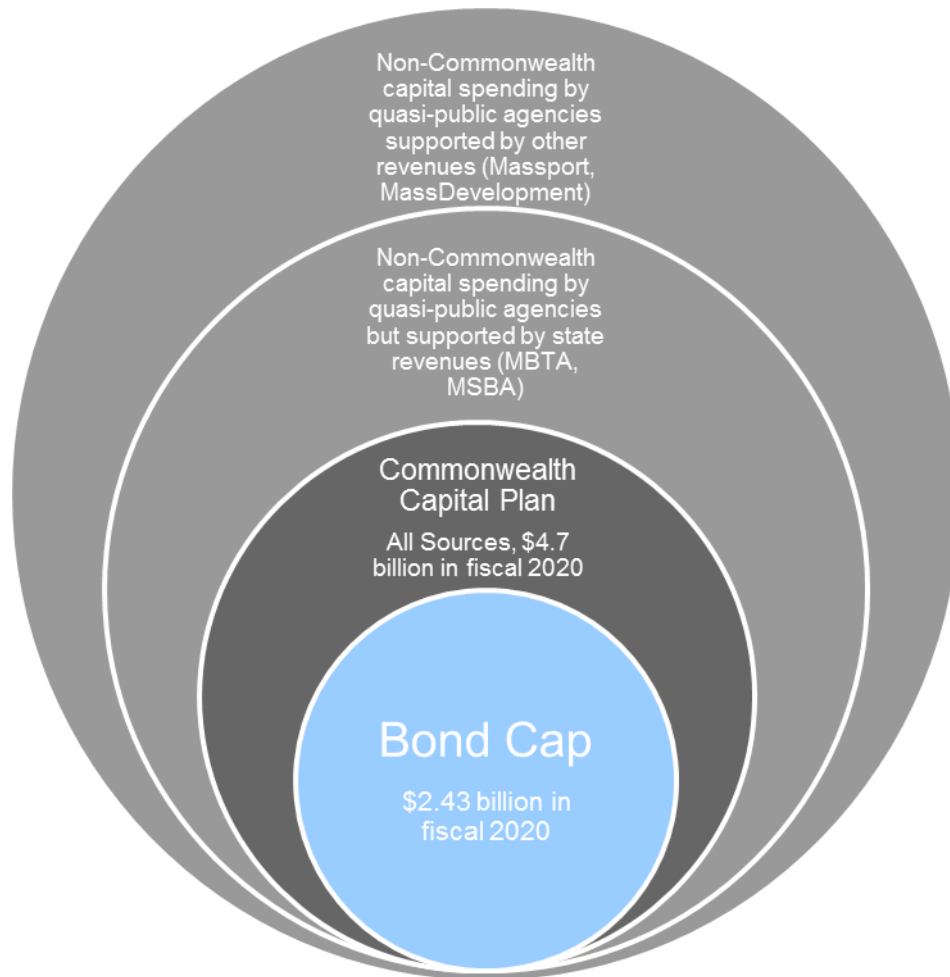 Non-Commonwealth
capital spending by
quasi-public agencies
supported by other
revenues (Massport,
MassDevelopment)
Non-Commonwealth
capital spending by
quasi-public agencies
but supported by state
revenues (MBTA,
MSBA)
Commonwealth
Capital Plan
All Sources, $4.7
billion in fiscal 2020
Bond Cap
$2.43 billion in
fiscal 2020